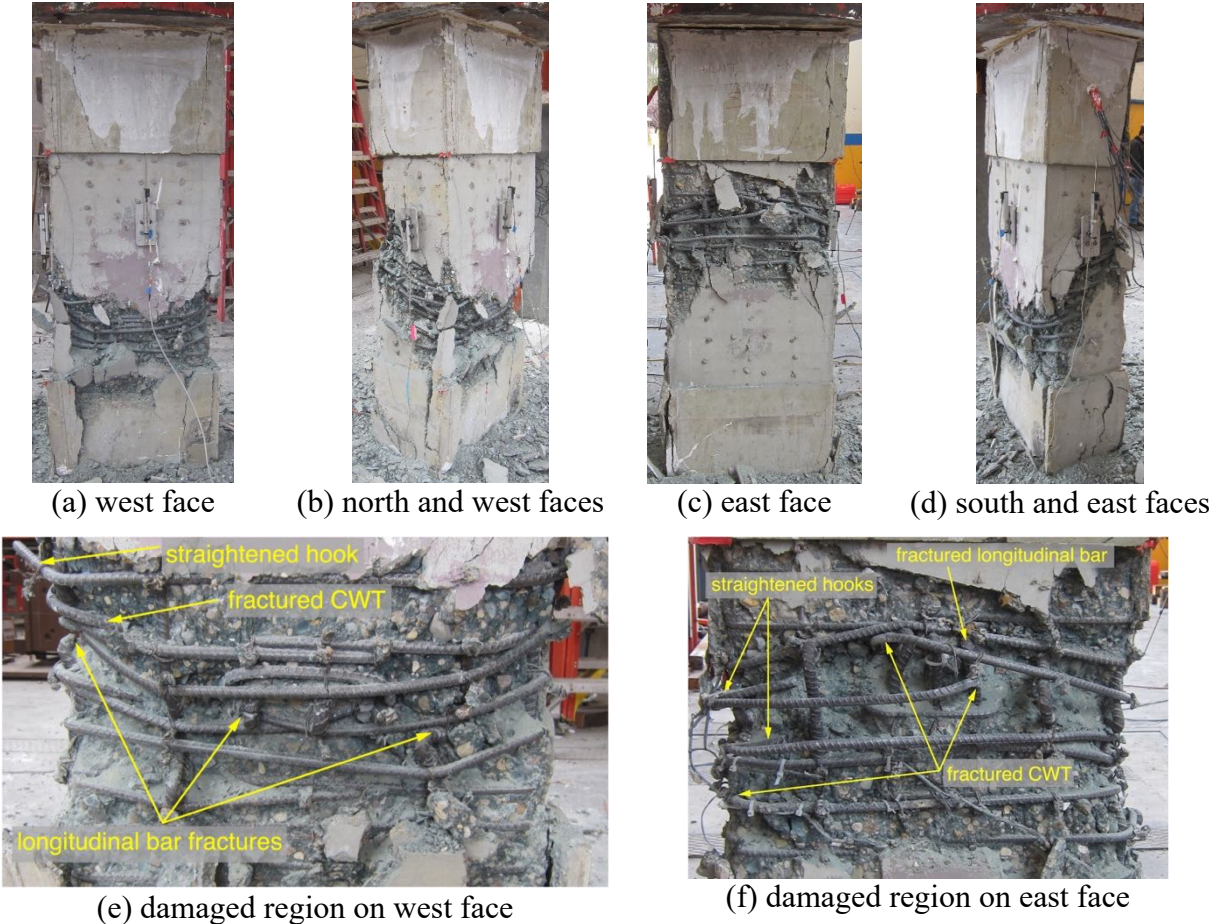 (a) west face
(b) north and west faces
(c) east face
(d) south and east faces
straightened hook
fractured CWT
longitudinal bar fractures
(e) damaged region on west face
fractured longitudinal bar
straightened hooks
fractured CWT
(f) damaged region on east face